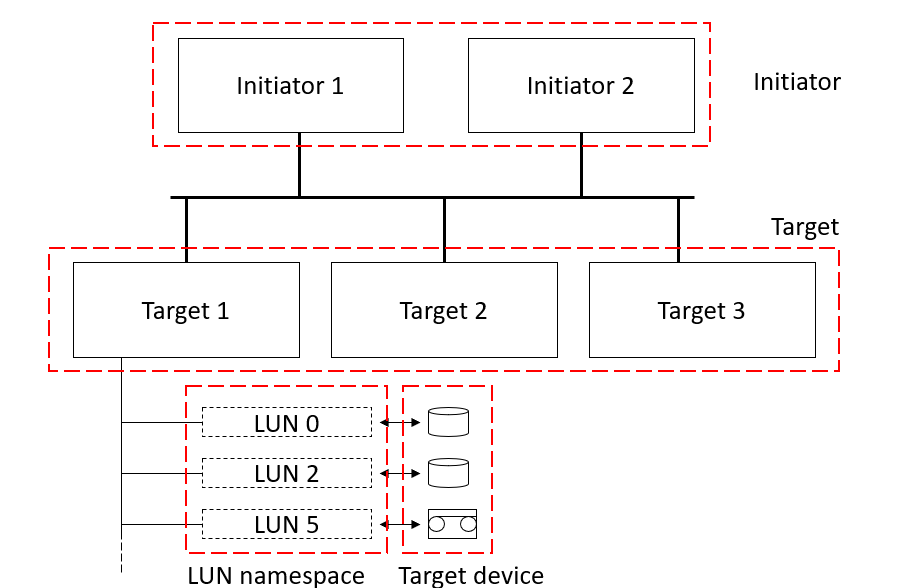 Initiator 1
Initiator 2
Initiator
Target
Target 1
Target 2
Target 3
LUN 0
LUN 2
LUN 5
LUN namespace
Target device